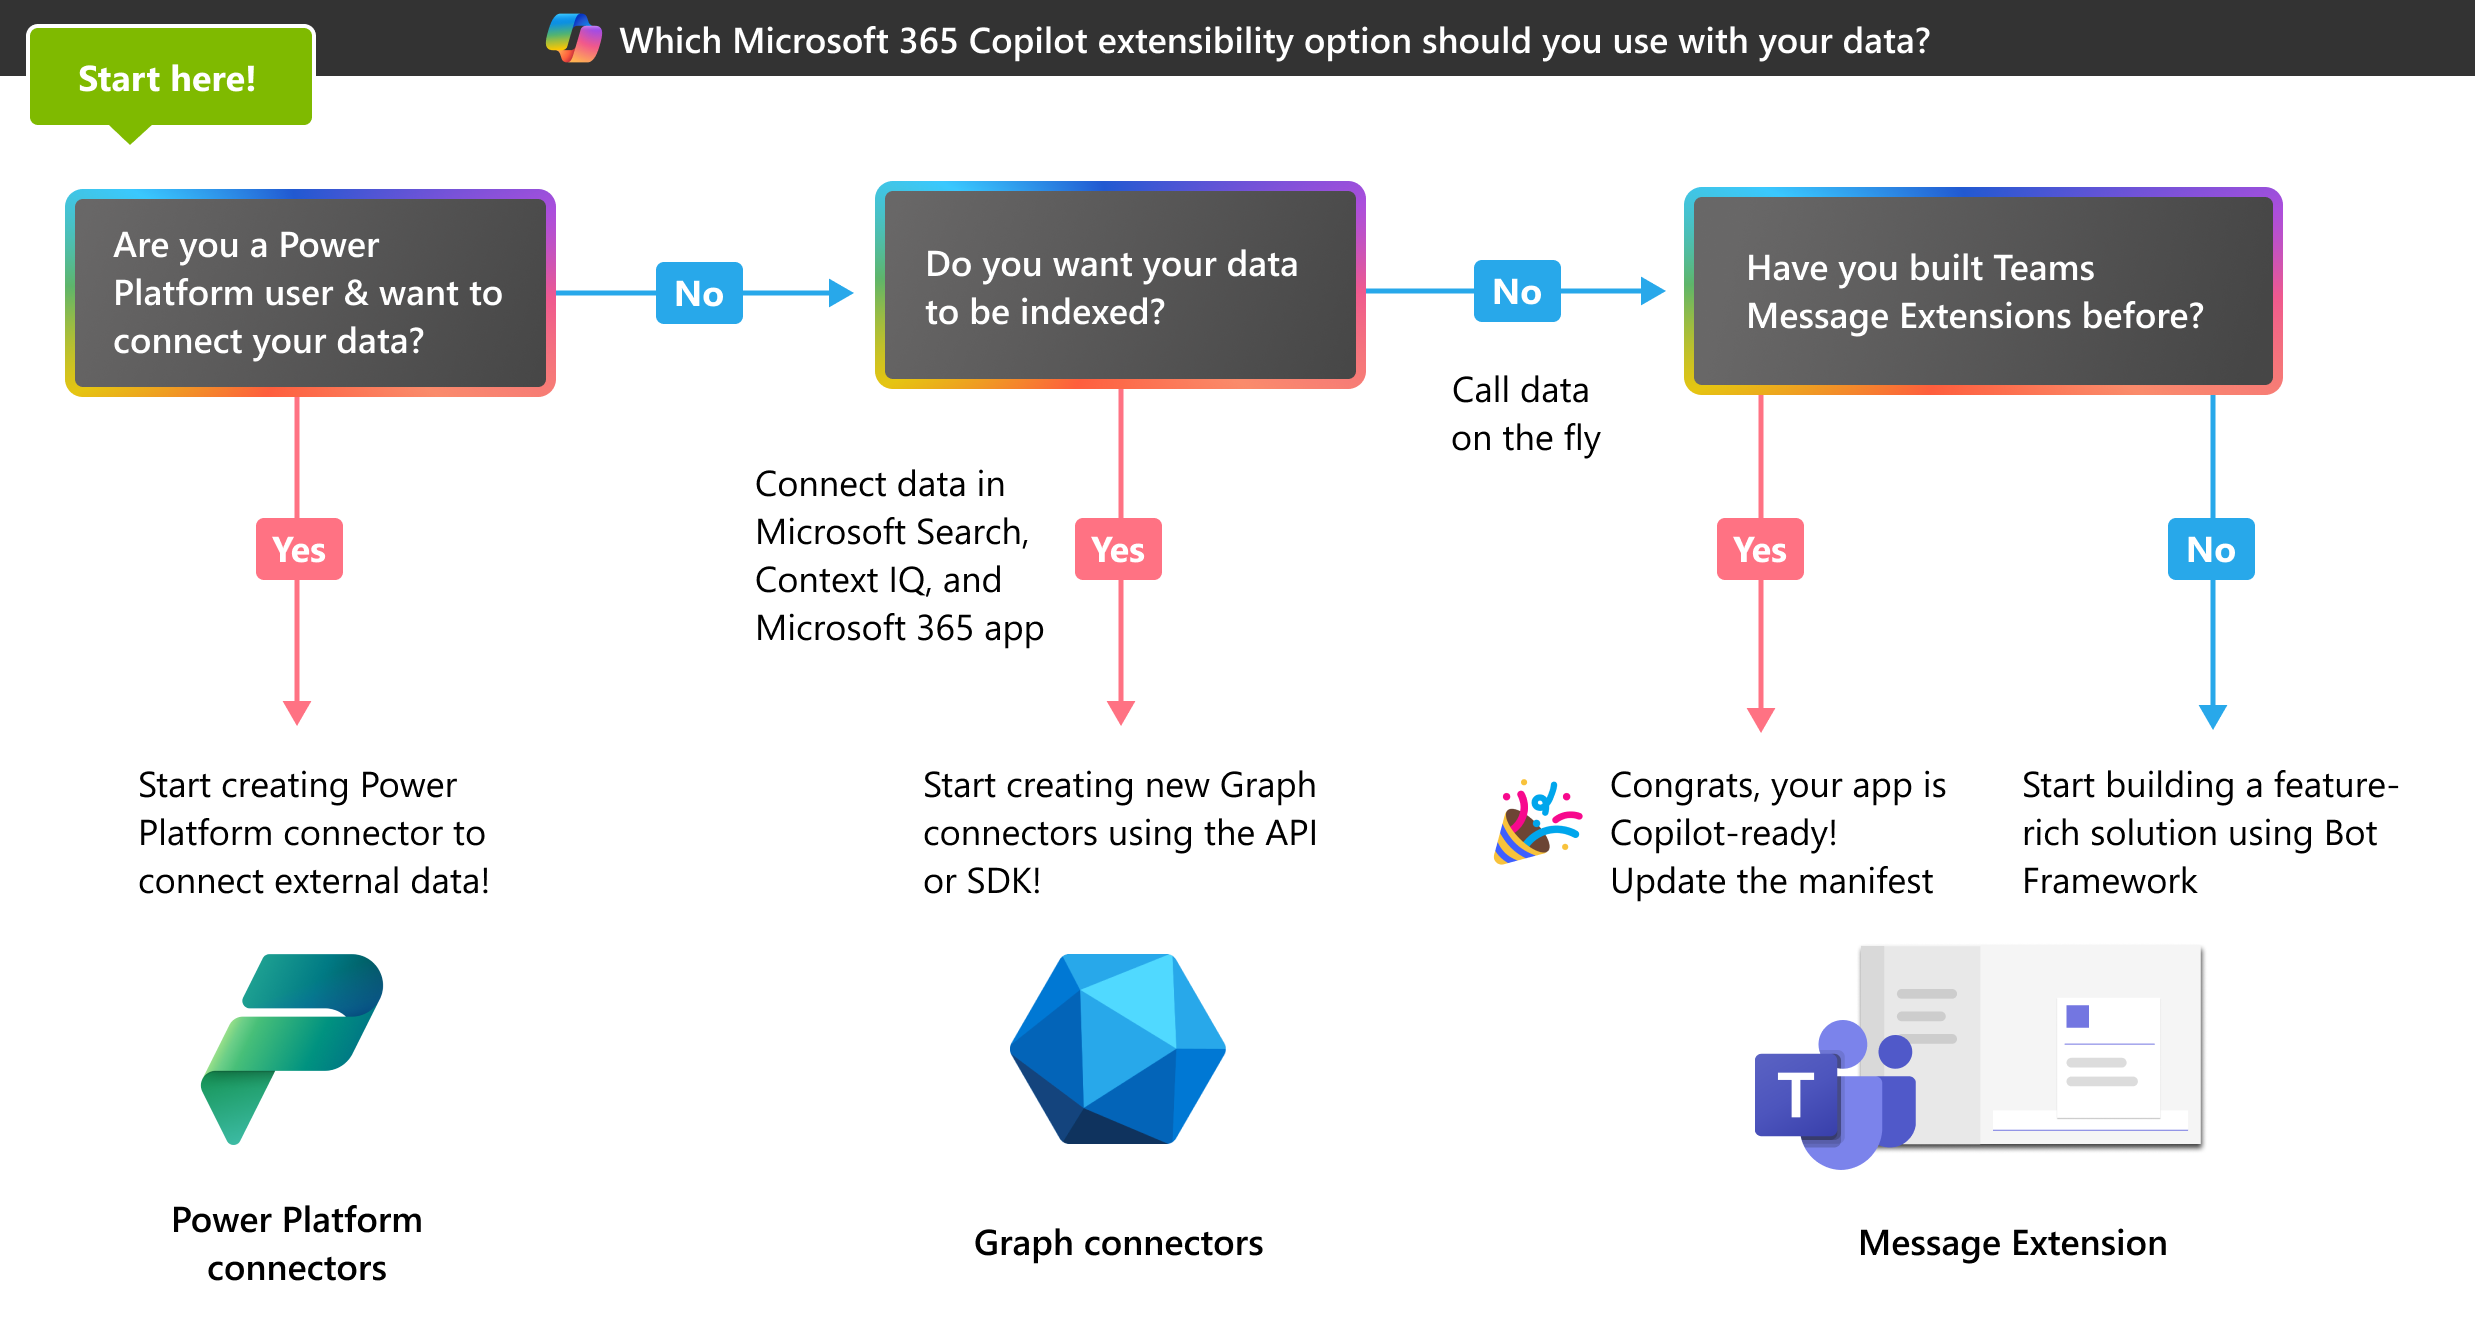 Which Microsoft 365 Copilot extensibility option should you use with your data?
Start here!
Are you a Power
Platform user & want to
connect your data?
No
Do you want your data
to be indexed?
No
Call data
on the fly
Have you built Teams
Message Extensions before?
Yes
Connect data in
Microsoft Search,
Context IQ, and
Microsoft 365 app
Yes
Yes
No
Start creating Power
Platform connector to
connect external data!
Start creating new Graph
connectors using the API
or SDK!
Congrats, your app is
Copilot-ready!
Update the manifest
Start building a feature-
rich solution using Bot
Framework
T
Power Platform
connectors
Graph connectors
Message Extension